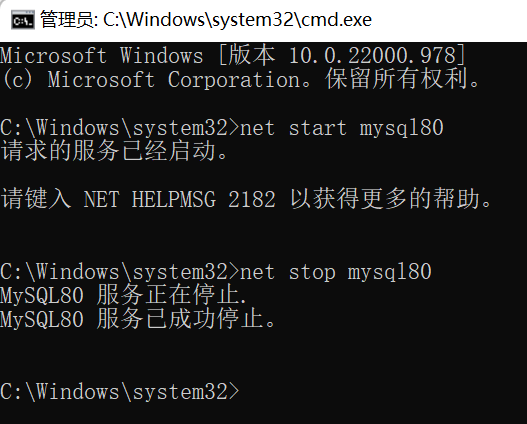 管理员: C:\Windows\system32\cmd.exe
Microsoft Windows [版本 10.0.22000.978]
(c) Microsoft Corporation。保留所有权利。
C:\Windows\system32>net start mysql80
请求的服务已经启动。
请键入 NET HELPMSG 2182 以获得更多的帮助。
C:\Windows\system32>net stop mysql80
MySQL80 服务正在停止.
MySQL80 服务已成功停止。
C:\Windows\system32>